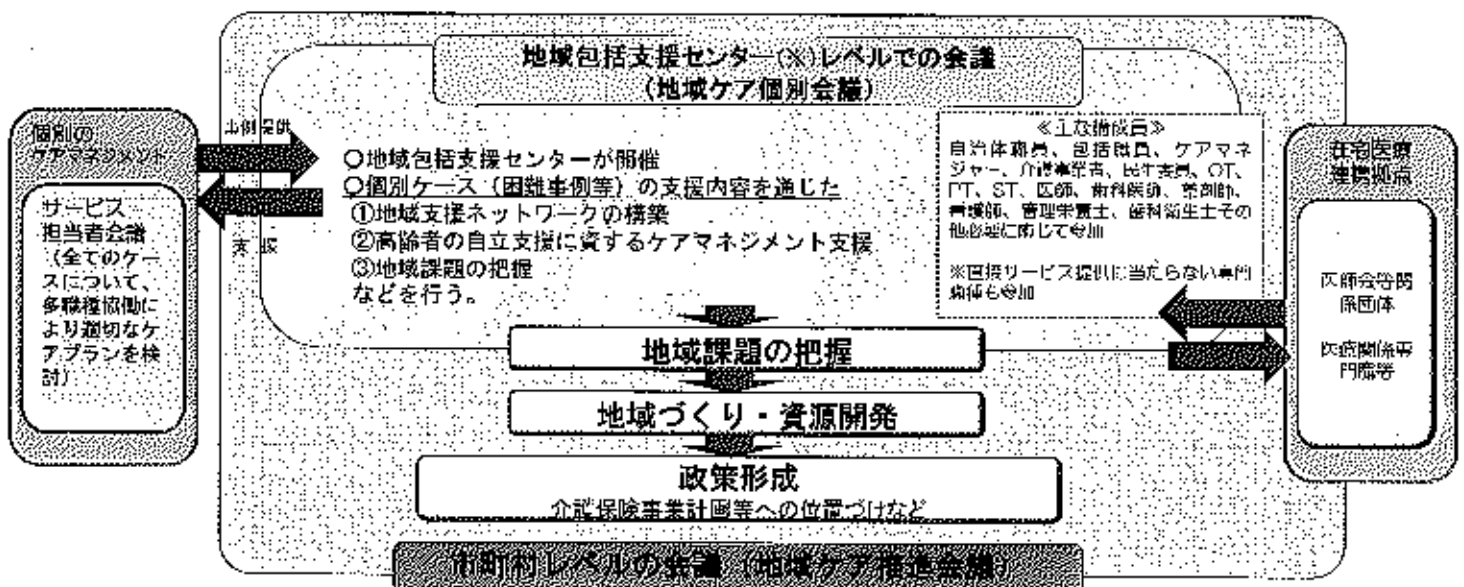 地域包括支援センター(※)レベルでの会議
(地域ケア個別会議)
個別の
ケアマネジメント
サービス
担当者会議
(全てのケー
スについて、
多職種協働に
より適切なケ
アプランを検
討)
事例提供
支援
〇地域包括支援センターが開催
〇個別ケース(困難事例等)の支援内容を通じた
①地域支援ネットワークの構築
②高齢者の自立支援に資するケアマネジメント支援
③地域課題の把握
などを行う。
≪主な構成員≫
自治体職員、包括職員、ケアマネ
ジャー、介護事業者、民生委員、OT、
PT、ST、医師、歯科医師、薬剤師、
看護師、管理栄養士、歯科衛生士その
他必要に応じて参加
※直接サービス提供に当たらない専門
職種も参加
在宅医療
連携拠点
医師会等関
係団体
医療関係専
門職等
地域課題の把握
地域づくり・資源開発
政策形成
介護保険事業計画等への位置づけなど
市町村レベルの会議(地域ケア推進会議)